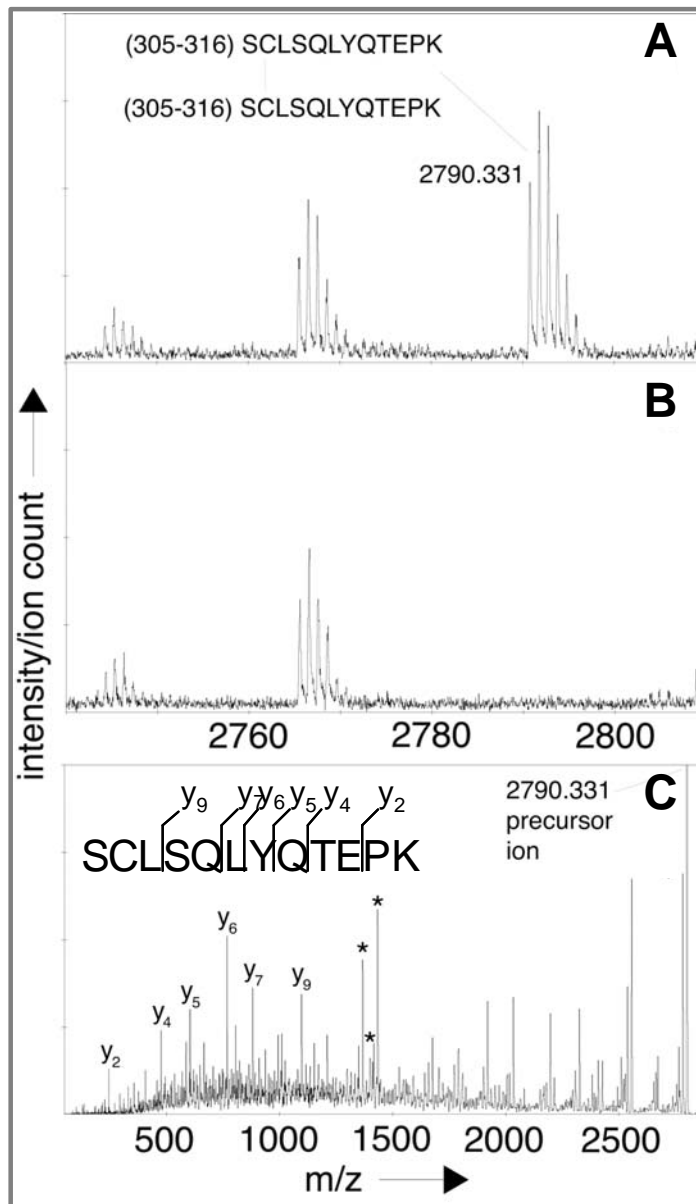 A
(305-316) SCLSQLYQTEPK
(305-316) SCLSQLYQTEPK
2790.331
B
2760 2780 2800
intensity/ion count
C
y9 y7 y6 y5 y4 y2
SCLSQLYQTEPK
2790.331
precursor
ion
*
*
*
y6
y7
y9
y5
y4
y2
500 1000 1500 2000 2500
m/z